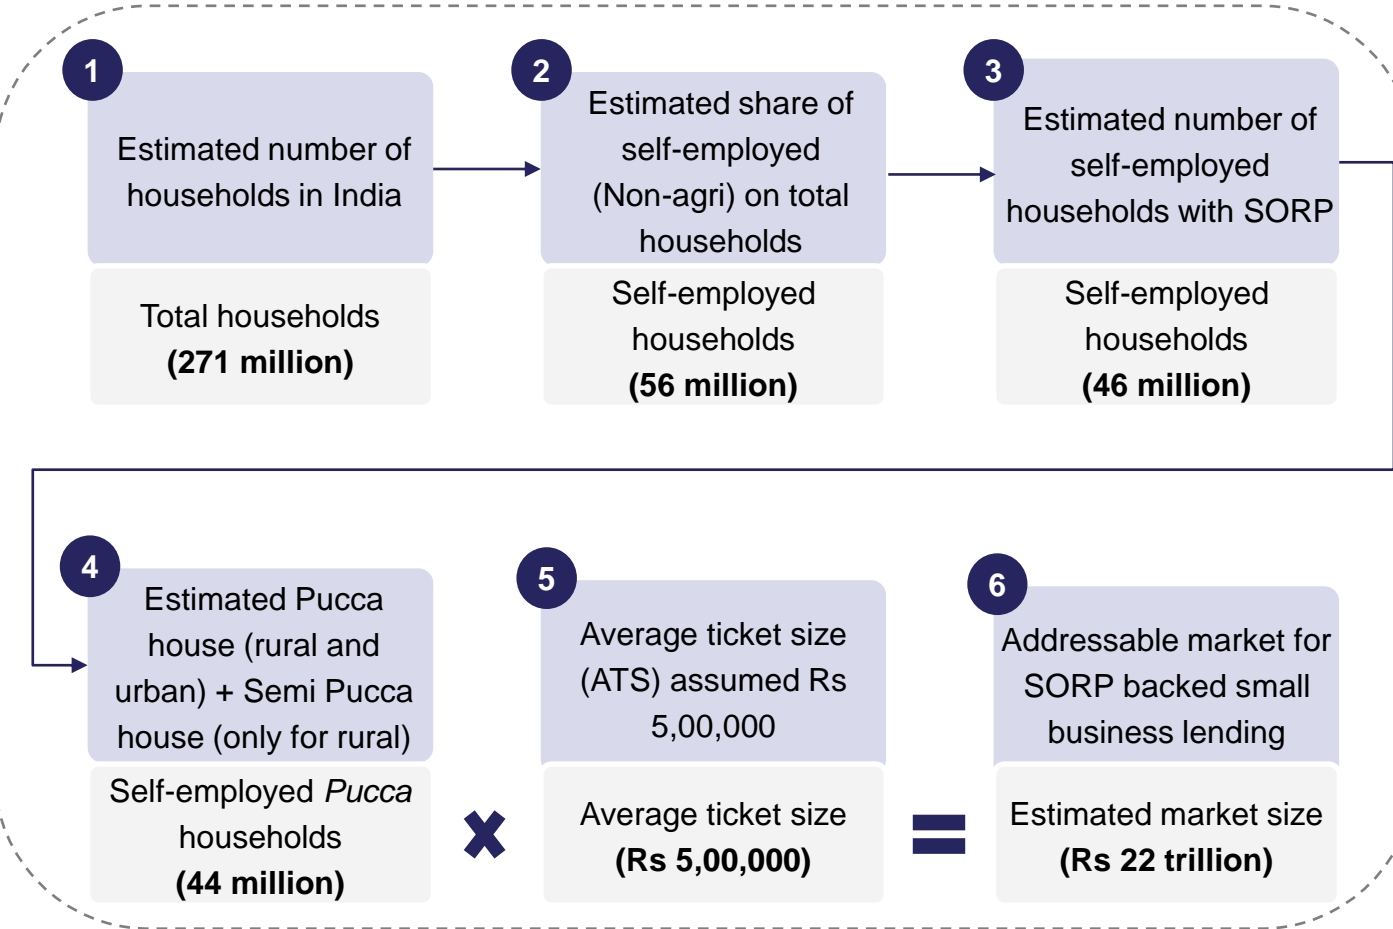 1
Estimated number of
households in India
Total households
(271 million)
2
Estimated share of
self-employed
(Non-agri) on total
households
Self-employed
households
(56 million)
3
Estimated number of
self-employed
households with SORP
Self-employed
households
(46 million)
4
Estimated Pucca
house (rural and
urban) + Semi Pucca
house (only for rural)
Self-employed Pucca
households
(44 million)
5
Average ticket size
(ATS) assumed Rs
5,00,000
Average ticket size
(Rs 5,00,000)
6
Addressable market for
SORP backed small
business lending
Estimated market size
(Rs 22 trillion)